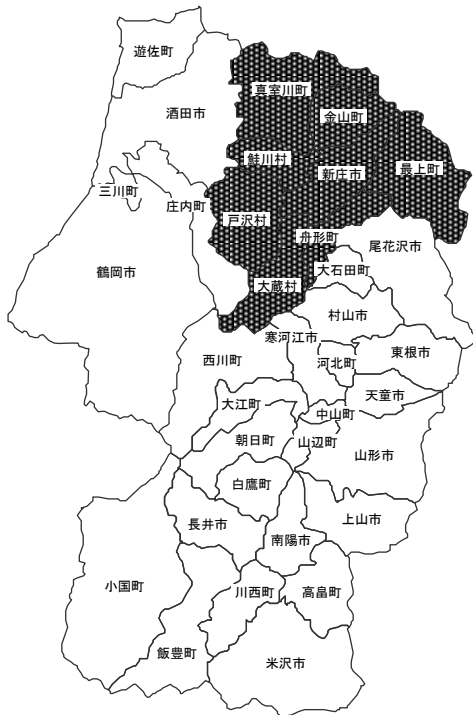 遊佐町
真室川町
酒田市
金山町
鮭川村
最上町
新庄市
三川町
庄内町
戸沢村
舟形町
尾花沢市
鶴岡市
大石田町
大蔵村
村山市
寒河江市
東根市
西川町
河北町
天童市
大江町
中山町
朝日町
山辺町
山形市
白鷹町
上山市
長井市
南陽市
小国町
川西町
高畠町
飯豊町
米沢市